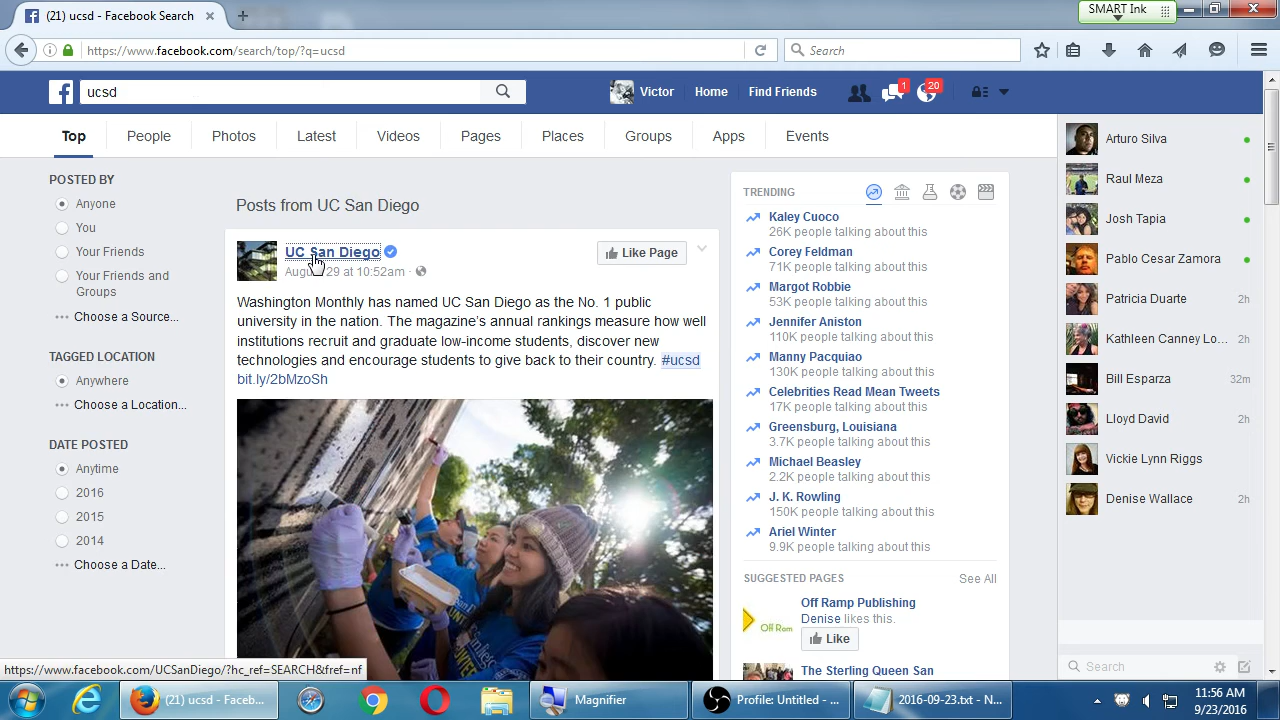 (21) ucsd - Facebook Search
SMART Ink
https://www.facebook.com/search/top/?q=ucsd
Search
ucsd
Victor
Home
Find Friends
1
20
Top
People
Photos
Latest
Videos
Pages
Places
Groups
Apps
Events
POSTED BY
Anyone
You
Your Friends
Your Friends and
Groups
Choose a Source...
TAGGED LOCATION
Anywhere
Choose a Location...
DATE POSTED
Anytime
2016
2015
2014
Choose a Date...
Posts from UC San Diego
UC San Diego
August 29 at 10:52am
Like Page
Washington Monthly has named UC San Diego as the No. 1 public
university in the nation. The magazine's annual rankings measure how well
institutions recruit and graduate low-income students, discover new
technologies and encourage students to give back to their country. #ucsd
bit.ly/2bMzoSh
TRENDING
Kaley Cuoco
26K people talking about this
Corey Feldman
71K people talking about this
Margot Robbie
53K people talking about this
Jennifer Aniston
110K people talking about this
Manny Pacquiao
130K people talking about this
Celebrities Read Mean Tweets
17K people talking about this
Greensburg, Louisiana
3.7K people talking about this
Michael Beasley
2.2K people talking about this
J. K. Rowling
150K people talking about this
Ariel Winter
9.9K people talking about this
SUGGESTED PAGES
See All
Off Ramp Publishing
Denise likes this.
Like
The Sterling Queen San
Arturo Silva
Raul Meza
Josh Tapia
Pablo Cesar Zamora
Patricia Duarte 2h
Kathleen Canney Lo... 2h
Bill Esparza 32m
Lloyd David 2h
Vickie Lynn Riggs
Denise Wallace 2h
Search
https://www.facebook.com/UCSanDiego/?hc_ref=SEARCH&fref=nf
(21) ucsd - Faceb...
Magnifier
Profile: Untitled - ...
2016-09-23.txt - N...
11:56 AM
9/23/2016